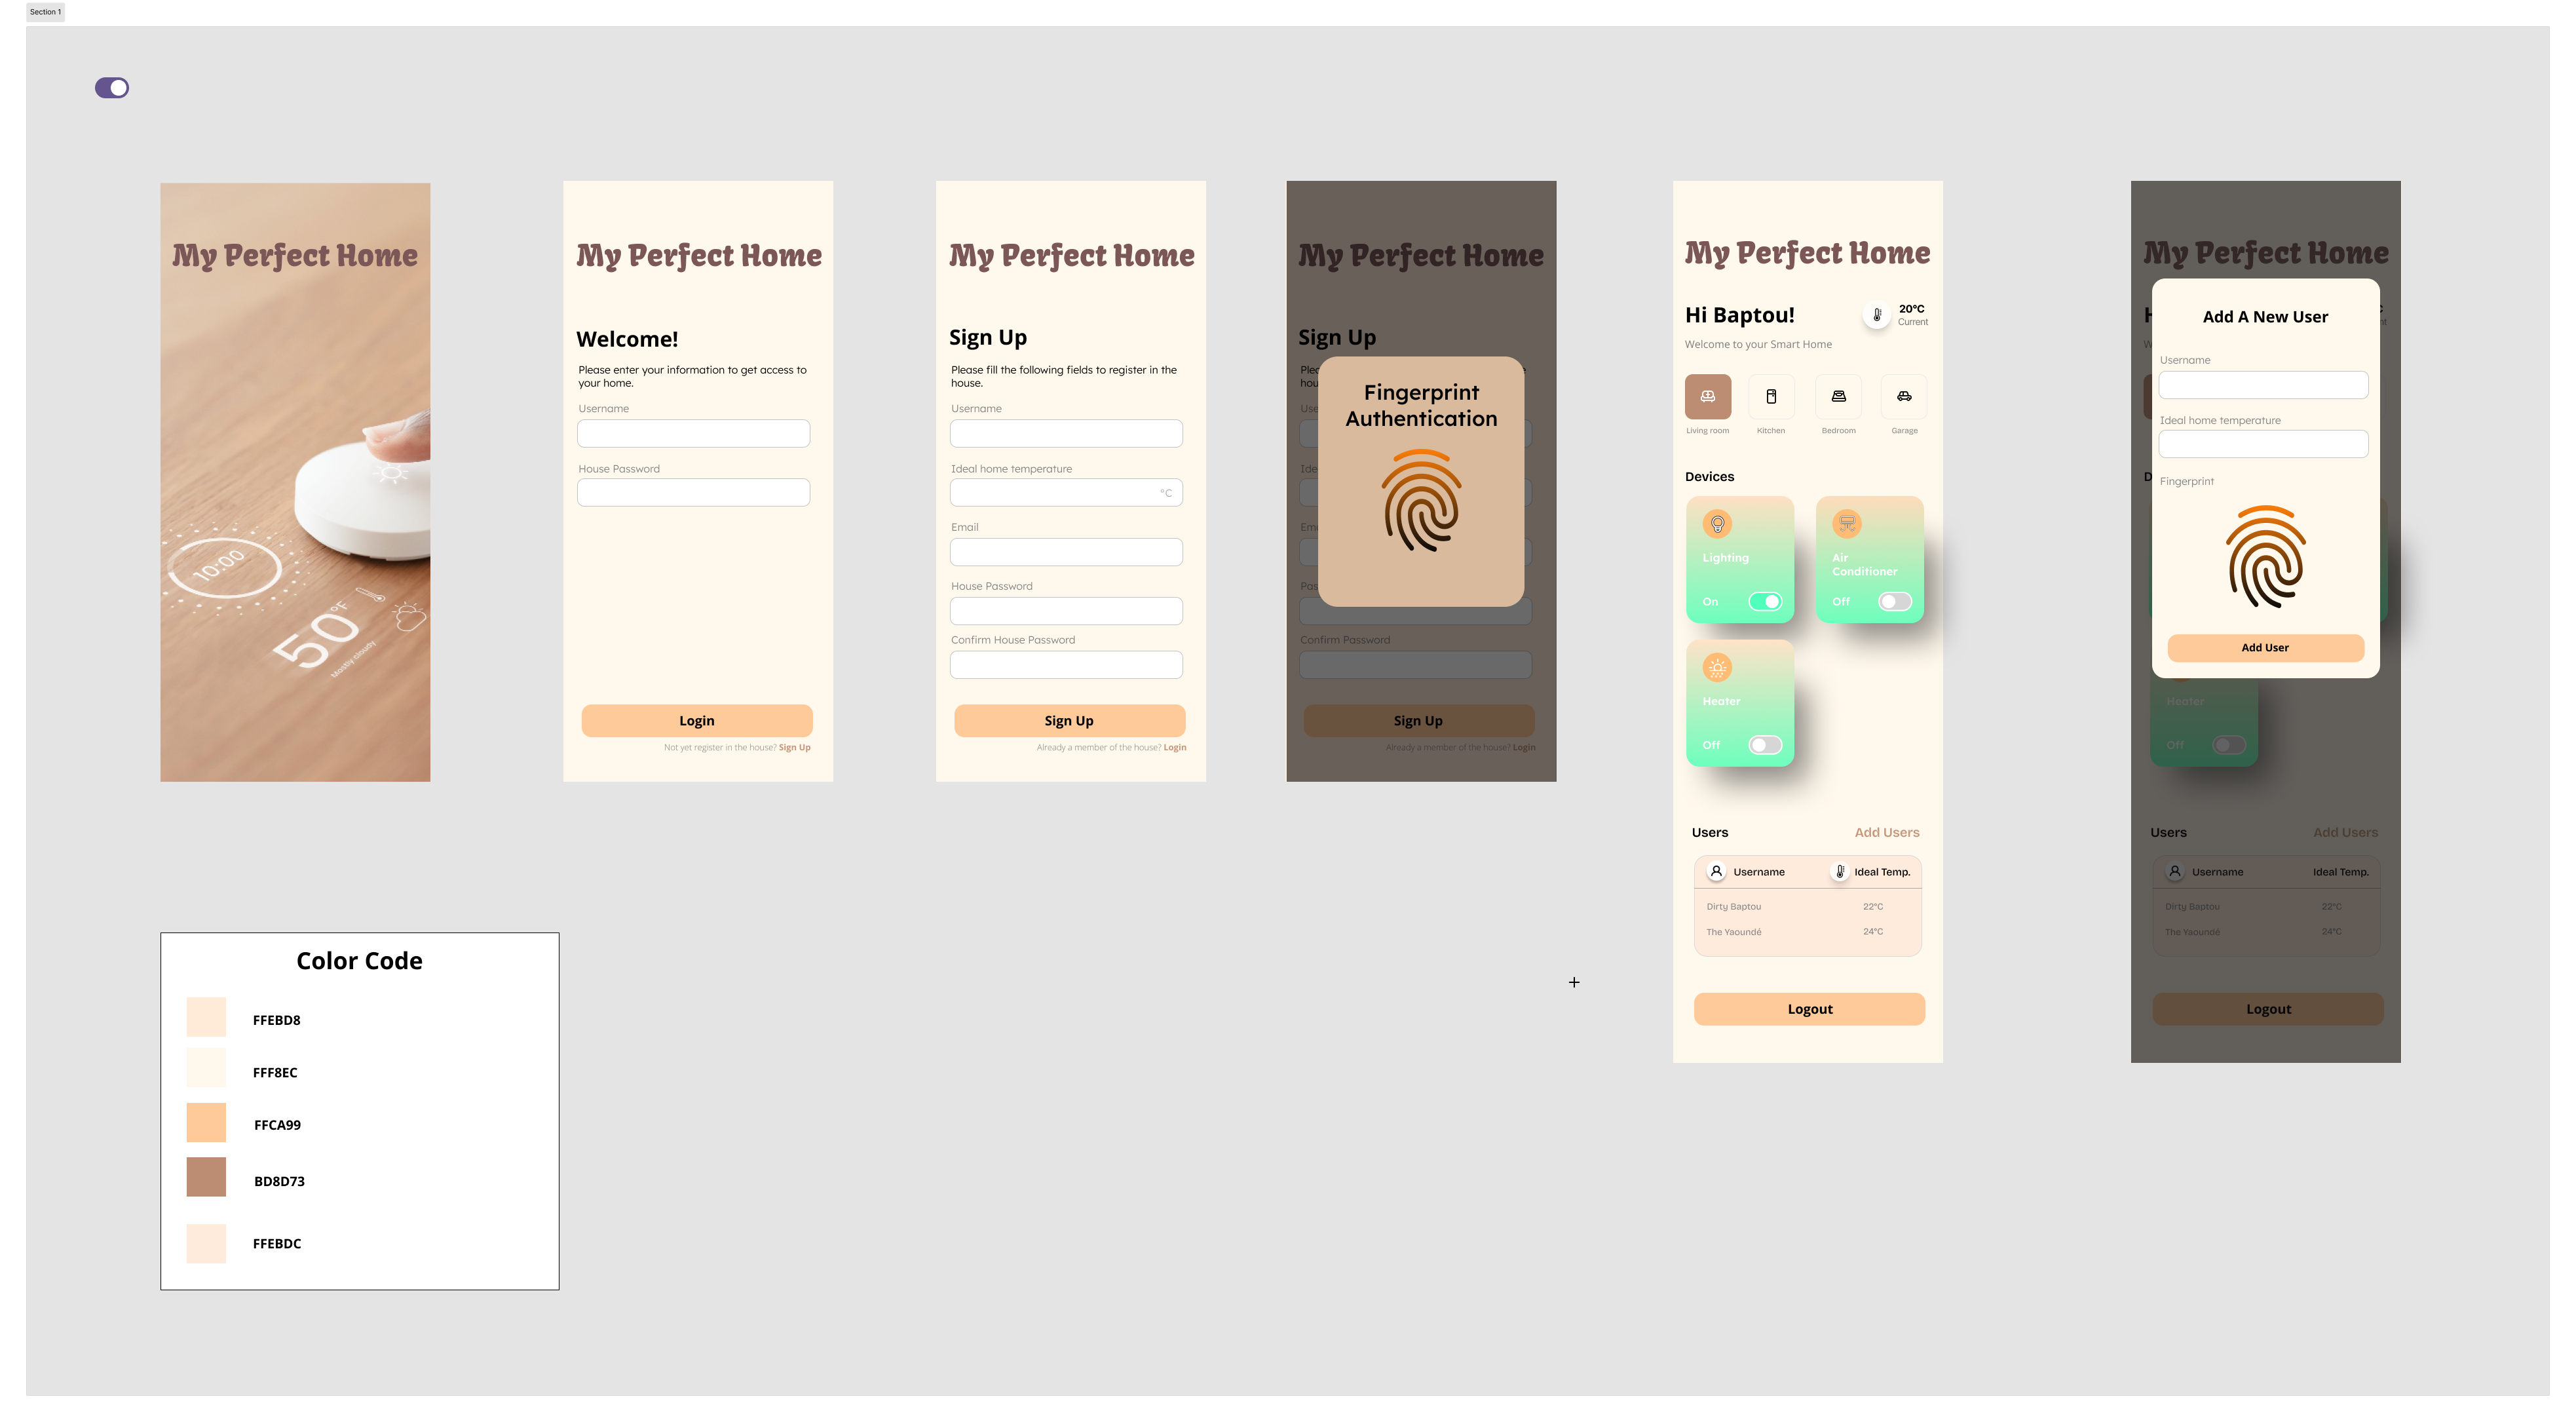 Section 1
My Perfect Home
10:00
50°F
Mostly cloudy
My Perfect Home
Welcome!
Please enter your information to get access to
your home.
Username
House Password
Login
Not yet register in the house? Sign Up
My Perfect Home
Sign Up
Please fill the following fields to register in the
house.
Username
Ideal home temperature
°C
Email
House Password
Confirm House Password
Sign Up
Already a member of the house? Login
My Perfect Home
Sign Up
Fingerprint
Authentication
Confirm Password
Sign Up
Already a member of the house? Login
My Perfect Home
Hi Baptou!
20°C
Current
Welcome to your Smart Home
Living room
Kitchen
Bedroom
Garage
Devices
Lighting
On
Air
Conditioner
Off
Heater
Off
Users
Add Users
Username
Ideal Temp.
Dirty Baptou
22°C
The Yaoundé
24°C
Logout
My Perfect Home
Add A New User
Username
Ideal home temperature
Fingerprint
Add User
Heater
Off
Users
Add Users
Username
Ideal Temp.
Dirty Baptou
22°C
The Yaoundé
24°C
Logout
Color Code
FFEBD8
FFF8EC
FFCA99
BD8D73
FFEBDC